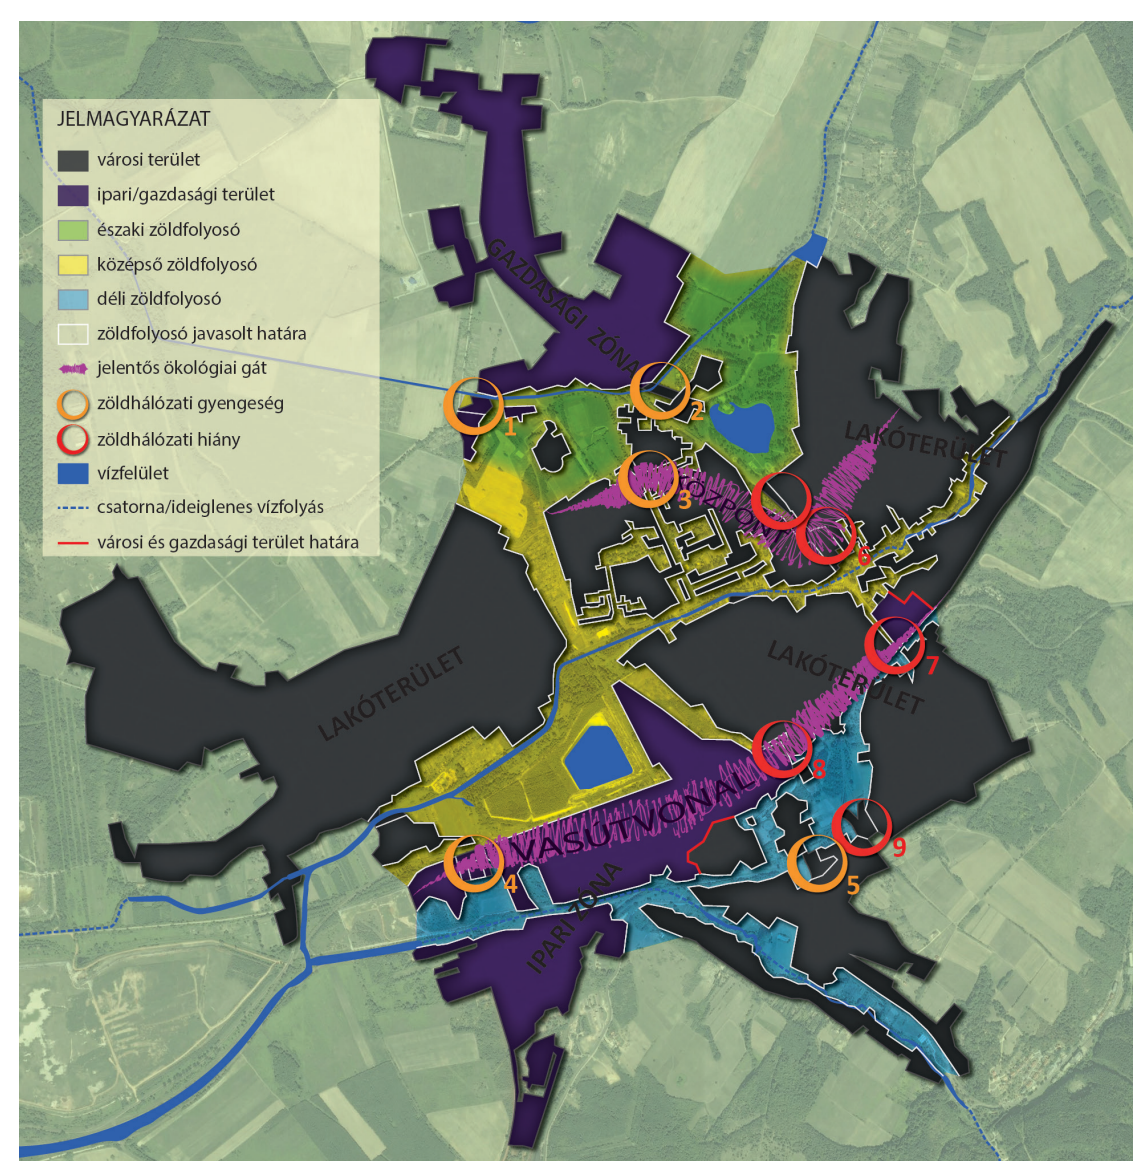 JELMAGYARÁZAT
városi terület
ipari/gazdasági terület
északi zöldfolyosó
középső zöldfolyosó
déli zöldfolyosó
zöldfolyosó javasolt határa
jelentős ökológiai gát
zöldhálózati gyengeség
zöldhálózati hiány
vízfelület
csatorna/ideiglenes vízfolyás
városi és gazdasági terület határa
GAZDASÁGI ZÓNA
1
2
LAKÓTERÜLET
3
KÖZPONT
6
LAKÓTERÜLET
7
LAKÓTERÜLET
8
VASÚTVONAL
9
4
5
IPARI ZÓNA